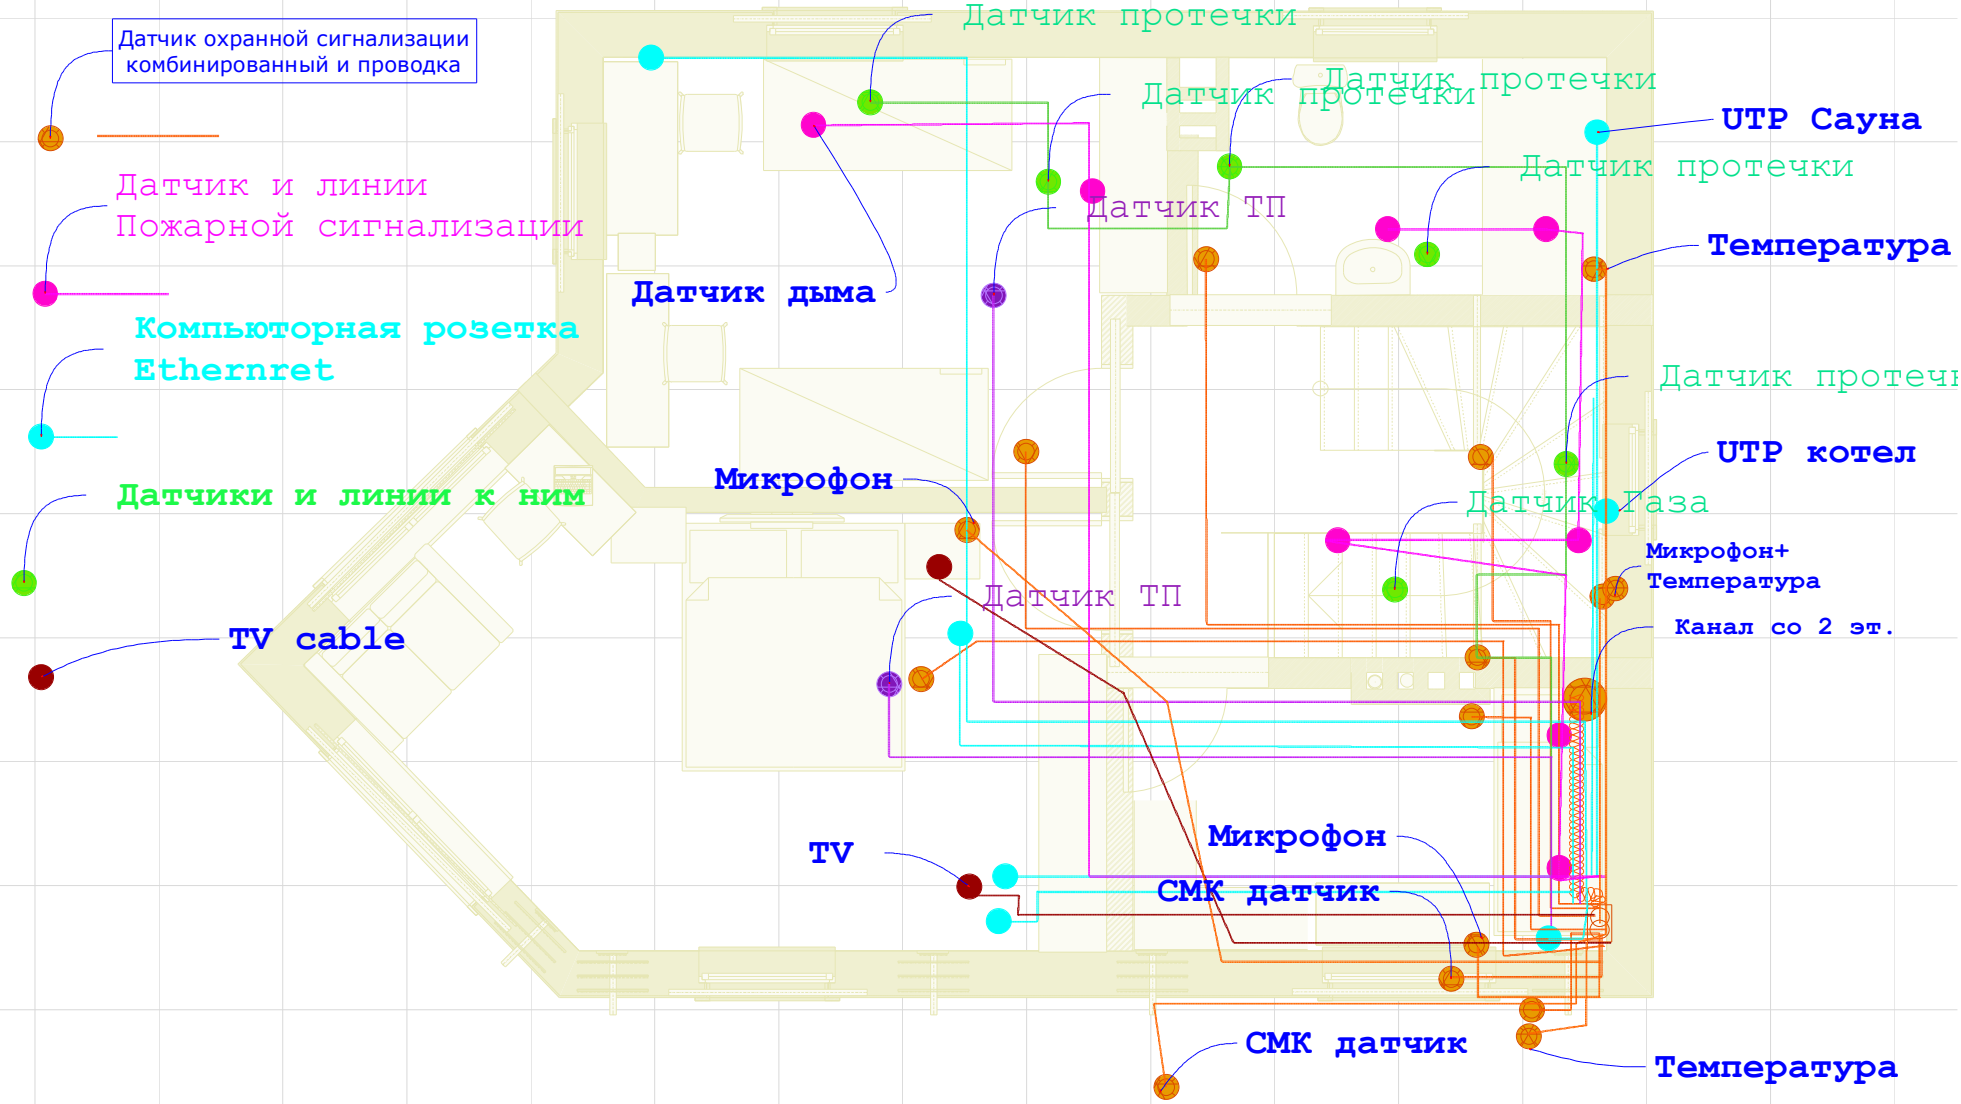 Датчик охранной сигнализации
комбинированный и проводка
Датчик и линии
Пожарной сигнализации
Компьюторная розетка
Ethernret
Датчики и линии к ним
TV cable
Датчик протечки
Датчик протечки
Датчик протечки
UTP Сауна
Датчик протечки
Датчик ТП
Температура
Датчик дыма
Датчик
UTP котел
Микрофон
Датчик Газа
Микрофон+
Температура
Датчик ТП
Канал со 2 эт.
Микрофон
TV
СМК датчик
СМК датчик
Температура